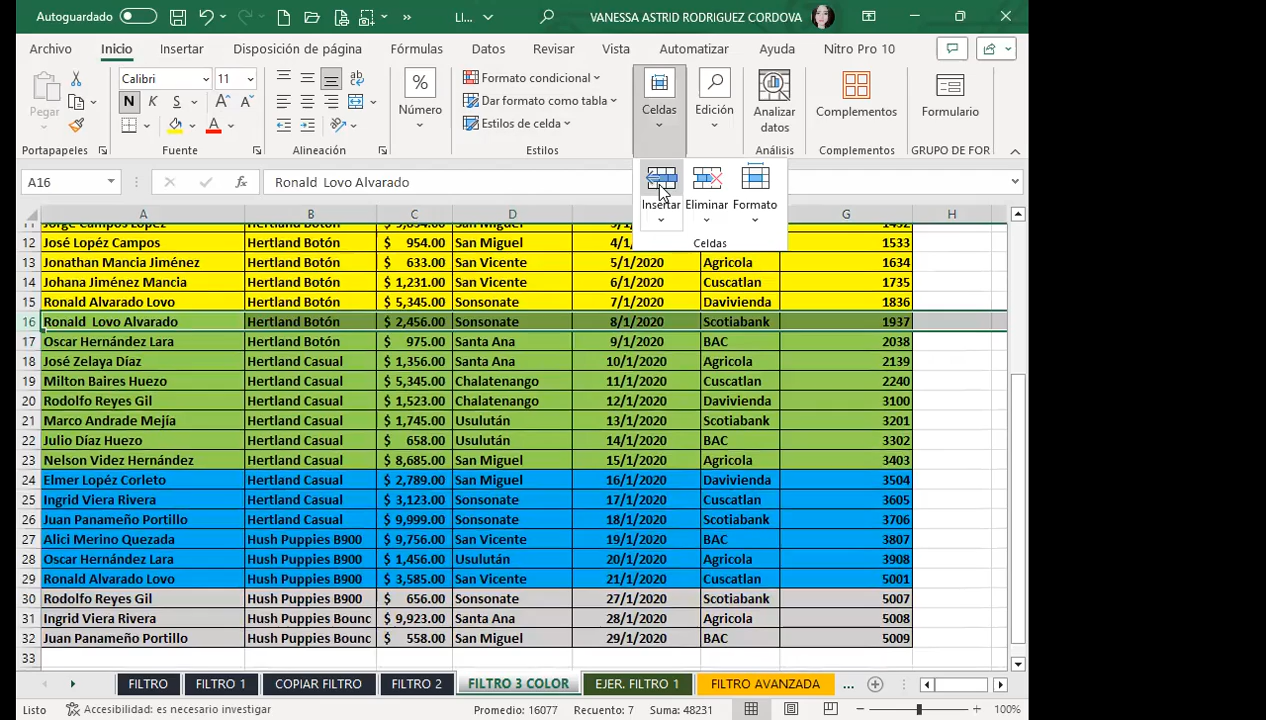 Autoguardado LI... VANESSA ASTRID RODRIGUEZ CORDOVA
Archivo Inicio Insertar Disposición de página Fórmulas Datos Revisar Vista Automatizar Ayuda Nitro Pro 10
Pegar Calibri 11 N K S Número Formato condicional Dar formato como tabla Estilos de celda Celdas Edición Analizar datos Complementos Formulario
Portapapeles Fuente Alineación Estilos Análisis Complementos GRUPO DE FOR
A16 fx Ronald  Lovo Alvarado
Insertar Eliminar Formato
Celdas
A B C D G H
12 José Lopéz Campos Hertland Botón $ 954.00 San Miguel 1533
13 Jonathan Mancia Jiménez Hertland Botón $ 633.00 San Vicente 5/1/2020 Agricola 1634
14 Johana Jiménez Mancia Hertland Botón $ 1,231.00 San Vicente 6/1/2020 Cuscatlan 1735
15 Ronald Alvarado Lovo Hertland Botón $ 5,345.00 Sonsonate 7/1/2020 Davivienda 1836
16 Ronald  Lovo Alvarado Hertland Botón $ 2,456.00 Sonsonate 8/1/2020 Scotiabank 1937
17 Oscar Hernández Lara Hertland Botón $ 975.00 Santa Ana 9/1/2020 BAC 2038
18 José Zelaya Díaz Hertland Casual $ 1,356.00 Santa Ana 10/1/2020 Agricola 2139
19 Milton Baires Huezo Hertland Casual $ 5,345.00 Chalatenango 11/1/2020 Cuscatlan 2240
20 Rodolfo Reyes Gil Hertland Casual $ 1,523.00 Chalatenango 12/1/2020 Davivienda 3100
21 Marco Andrade Mejía Hertland Casual $ 1,745.00 Usulután 13/1/2020 Scotiabank 3201
22 Julio Díaz Huezo Hertland Casual $ 658.00 Usulután 14/1/2020 BAC 3302
23 Nelson Videz Hernández Hertland Casual $ 8,685.00 San Miguel 15/1/2020 Agricola 3403
24 Elmer Lopéz Corleto Hertland Casual $ 2,789.00 San Miguel 16/1/2020 Davivienda 3504
25 Ingrid Viera Rivera Hertland Casual $ 3,123.00 Sonsonate 17/1/2020 Cuscatlan 3605
26 Juan Panameño Portillo Hertland Casual $ 9,999.00 Sonsonate 18/1/2020 Scotiabank 3706
27 Alici Merino Quezada Hush Puppies B900 $ 9,756.00 San Vicente 19/1/2020 BAC 3807
28 Oscar Hernández Lara Hush Puppies B900 $ 1,456.00 Usulután 20/1/2020 Agricola 3908
29 Ronald Alvarado Lovo Hush Puppies B900 $ 3,585.00 San Vicente 21/1/2020 Cuscatlan 5001
30 Rodolfo Reyes Gil Hush Puppies B900 $ 656.00 Sonsonate 27/1/2020 Scotiabank 5007
31 Ingrid Viera Rivera Hush Puppies Bounc $ 9,923.00 Santa Ana 28/1/2020 Agricola 5008
32 Juan Panameño Portillo Hush Puppies Bounc $ 558.00 San Miguel 29/1/2020 BAC 5009
33
FILTRO FILTRO 1 COPIAR FILTRO FILTRO 2 FILTRO 3 COLOR EJER. FILTRO 1 FILTRO AVANZADA ...
Listo Accesibilidad: es necesario investigar Promedio: 16077 Recuento: 7 Suma: 48231 100%